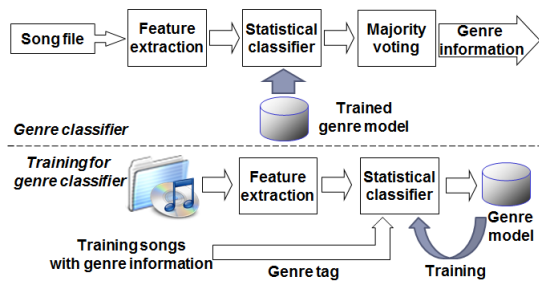 Song file
Feature
extraction
Statistical
classifier
Majority
voting
Genre
information
Trained
genre model
Genre classifier
Training for
genre classifier
Feature
extraction
Statistical
classifier
Genre
model
Training songs
with genre information
Genre tag
Training